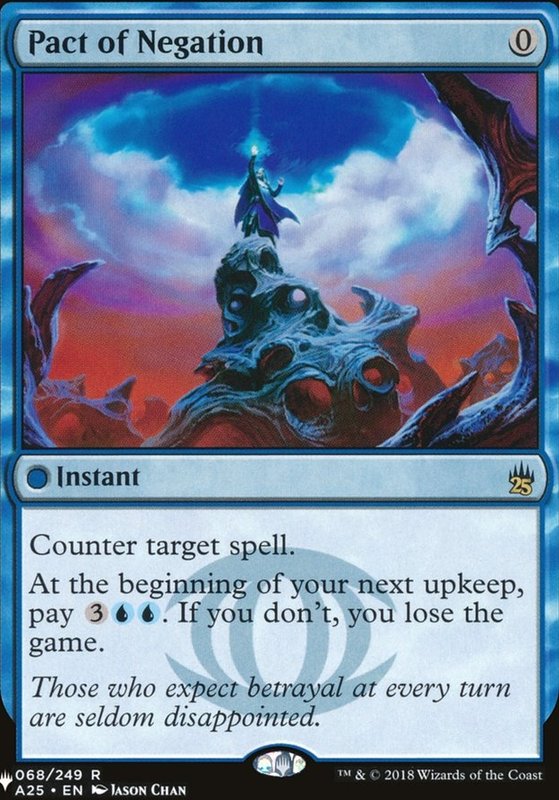 Pact of Negation 0
Instant
25
Counter target spell.
At the beginning of your next upkeep,
pay 3. If you don't, you lose the
game.
Those who expect betrayal at every turn
are seldom disappointed.
068/249 R
A25 • EN Jason Chan
™ & © 2018 Wizards of the Coast